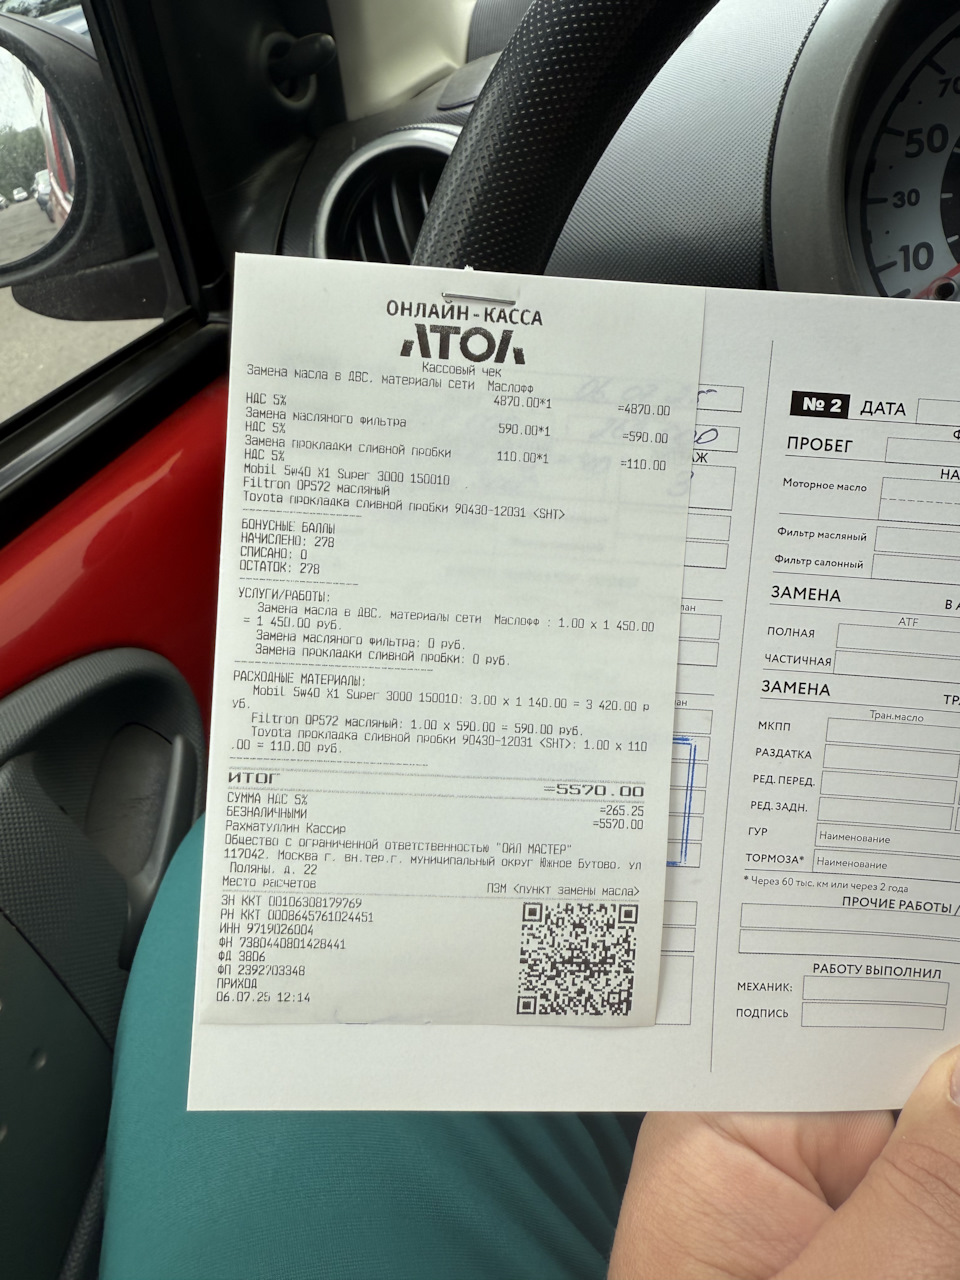 ОНЛАЙН-КАССА
АТОЛ
Кассовый чек
Замена масла в ДВС, материалы сети Маслофф
4870.00*1 =4870.00
НДС 5%
Замена масляного фильтра
590.00*1 =590.00
НДС 5%
Замена прокладки сливной пробки
110.00*1 =110.00
НДС 5%
Mobil 5w40 X1 Super 3000 150010
Filtron OP572 масляный
Toyota прокладка сливной пробки 90430-12031 <SHT>
БОНУСНЫЕ БАЛЛЫ
НАЧИСЛЕНО: 278
СПИСАНО: 0
ОСТАТОК: 278
УСЛУГИ/РАБОТЫ:
Замена масла в ДВС, материалы сети Маслофф : 1.00 x 1 450.00
= 1 450.00 руб.
Замена масляного фильтра: 0 руб.
Замена прокладки сливной пробки: 0 руб.
РАСХОДНЫЕ МАТЕРИАЛЫ:
Mobil 5w40 X1 Super 3000 150010: 3.00 x 1 140.00 = 3 420.00 р
уб.
Filtron OP572 масляный: 1.00 x 590.00 = 590.00 руб.
Toyota прокладка сливной пробки 90430-12031 <SHT>: 1.00 x 110
.00 = 110.00 руб.
ИТОГ =5570.00
СУММА НДС 5% =265.25
БЕЗНАЛИЧНЫМИ =5570.00
Рахматуллин Кассир
Общество с ограниченной ответственностью "ОЙЛ МАСТЕР"
117042, Москва г, вн.тер.г. муниципальный округ Южное Бутово, ул
Поляны, д. 22
Место расчетов ПЗМ <пункт замены масла>
ЗН ККТ 00106308179769
РН ККТ 0008645761024451
ИНН 9719026004
ФН 7380440801428441
ФД 3806
ФП 2392703348
ПРИХОД
06.07.25 12:14
№ 2 ДАТА
ПРОБЕГ
НА
Моторное масло
Фильтр масляный
Фильтр салонный
ЗАМЕНА В А
ATF
ПОЛНАЯ
ЧАСТИЧНАЯ
ЗАМЕНА ТР
Тран.масло
МКПП
РАЗДАТКА
РЕД. ПЕРЕД.
РЕД. ЗАДН.
ГУР Наименование
ТОРМОЗА* Наименование
* Через 60 тыс. км или через 2 года
ПРОЧИЕ РАБОТЫ /
РАБОТУ ВЫПОЛНИЛ
МЕХАНИК:
ПОДПИСЬ
70
50
30
10